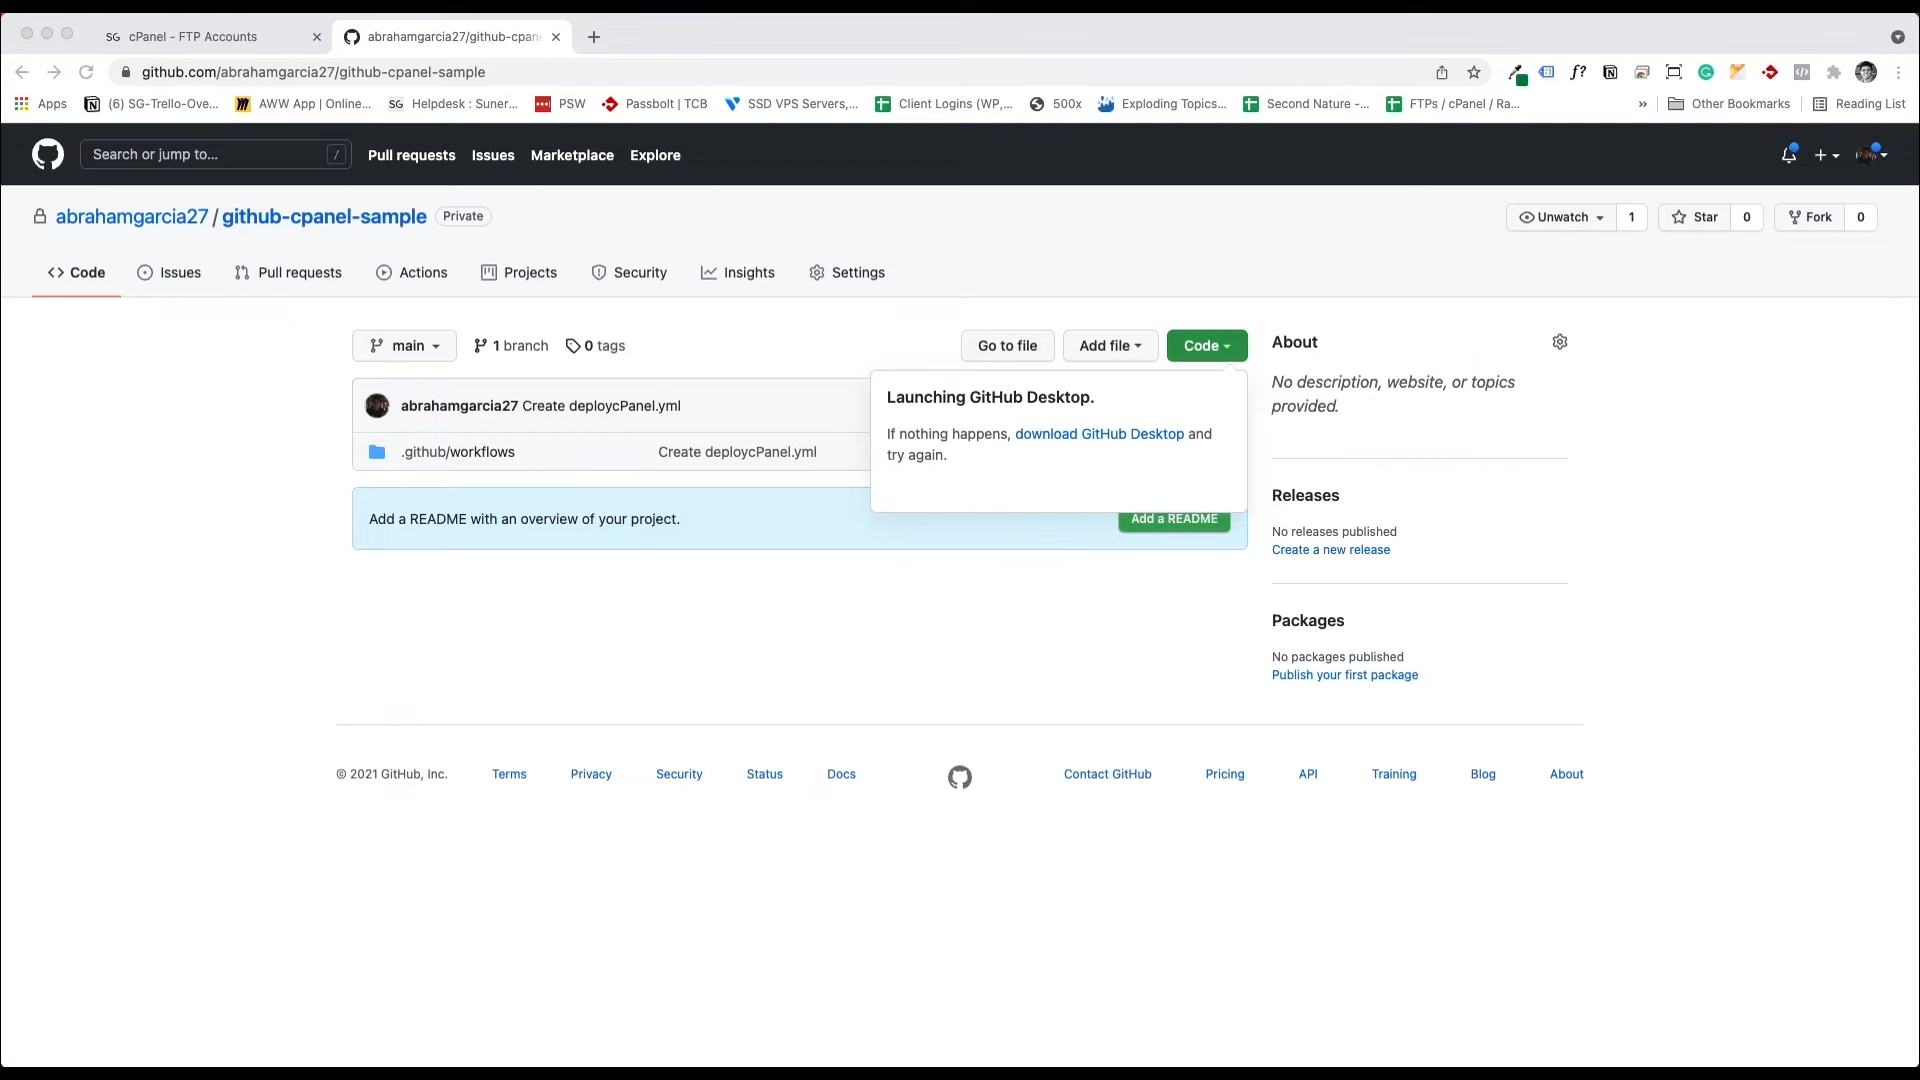 SG cPanel - FTP Accounts
abrahamgarcia27/github-cpan
github.com/abrahamgarcia27/github-cpanel-sample
f?
Apps (6) SG-Trello-Ove... AWW App | Online... SG Helpdesk : Suner... PSW Passbolt | TCB SSD VPS Servers,... Client Logins (WP,... 500x Exploding Topics... Second Nature -... FTPs / cPanel / Ra... » Other Bookmarks Reading List
Search or jump to... / Pull requests Issues Marketplace Explore
abrahamgarcia27 / github-cpanel-sample Private
Unwatch 1 Star 0 Fork 0
Code Issues Pull requests Actions Projects Security Insights Settings
main 1 branch 0 tags Go to file Add file Code
abrahamgarcia27 Create deploycPanel.yml
.github/workflows Create deploycPanel.yml
Launching GitHub Desktop.
If nothing happens, download GitHub Desktop and
try again.
Add a README with an overview of your project.
Add a README
About
No description, website, or topics
provided.
Releases
No releases published
Create a new release
Packages
No packages published
Publish your first package
© 2021 GitHub, Inc. Terms Privacy Security Status Docs Contact GitHub Pricing API Training Blog About